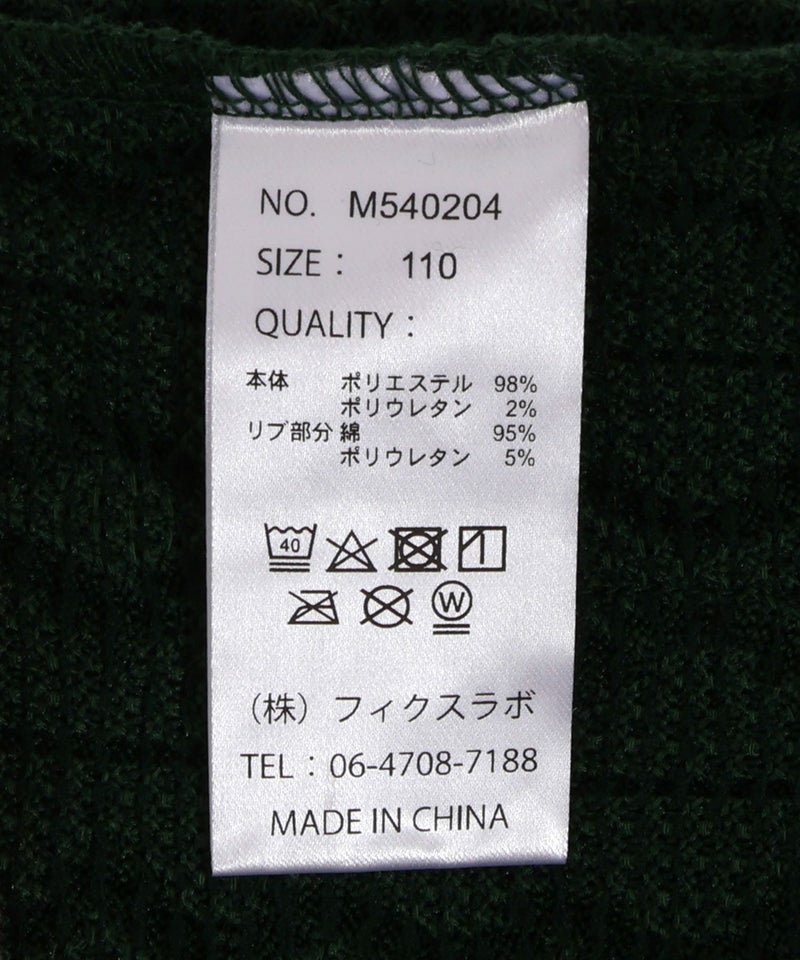 NO. M540204
SIZE : 110
QUALITY :
本体 ポリエステル 98%
ポリウレタン 2%
リブ部分 綿 95%
ポリウレタン 5%
40
W
（株）フィクスラボ
TEL : 06-4708-7188
MADE IN CHINA